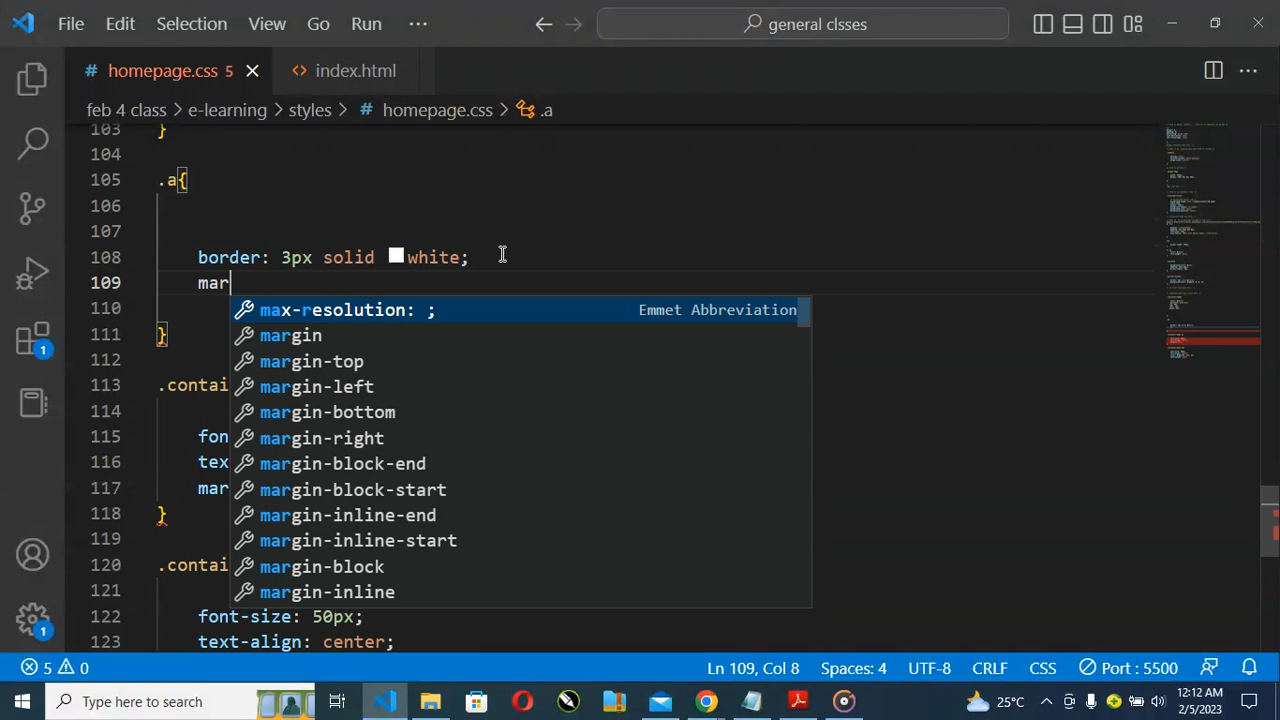 File Edit Selection View Go Run ··· general clsses
homepage.css 5 index.html
feb 4 class > e-learning > styles > # homepage.css > .a
103 }
104
105 .a{
106
107
108 border: 3px solid white;
109 mar
110
111 }
112
113 .contai
114
115 fon
116 tex
117 mar
118 }
119
120 .contai
121
122 font-size: 50px;
123 text-align: center;
max-resolution: ; Emmet Abbreviation
margin
margin-top
margin-left
margin-bottom
margin-right
margin-block-end
margin-block-start
margin-inline-end
margin-inline-start
margin-block
margin-inline
1
1
5 0 Ln 109, Col 8 Spaces: 4 UTF-8 CRLF CSS Port : 5500
Type here to search 25°C 12:12 AM
2/5/2023